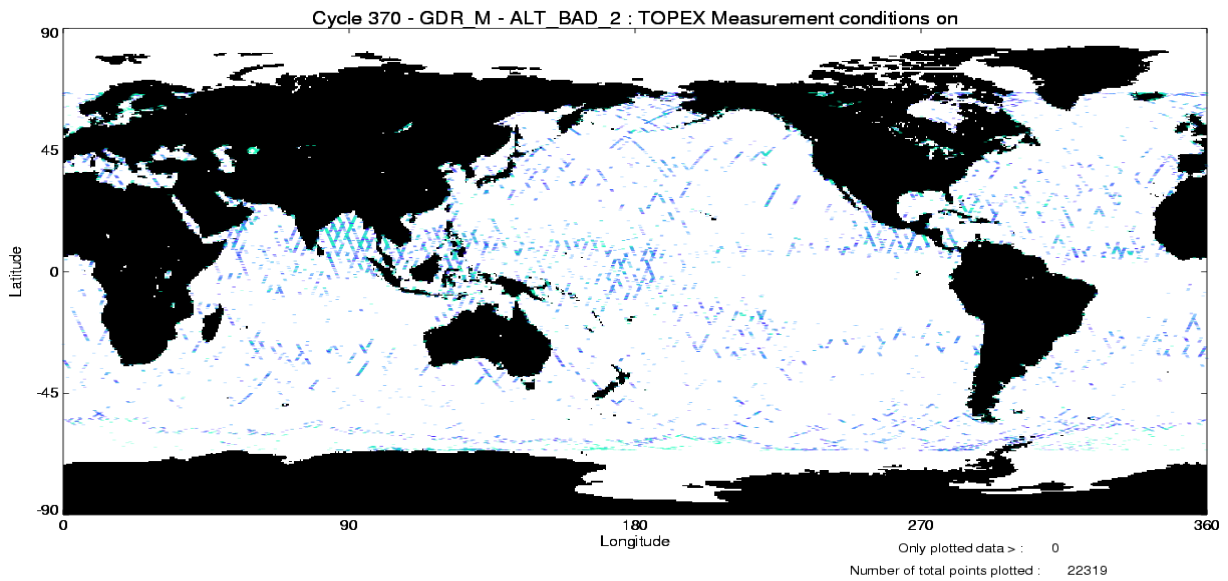 Cycle 370 - GDR_M - ALT_BAD_2 : TOPEX Measurement conditions on
90
45
0
-45
-90
Latitude
0 90 180 270 360
Longitude
Only plotted data > : 0
Number of total points plotted : 22319